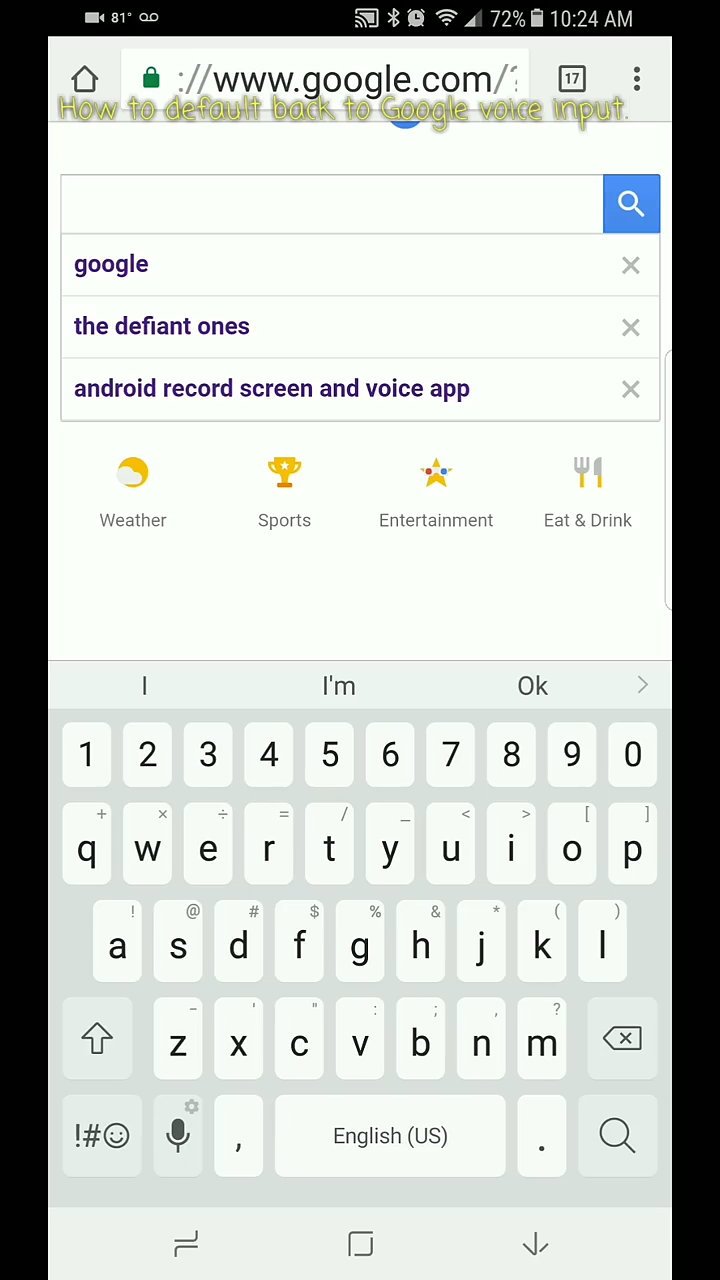 81° 72% 10:24 AM
://www.google.com/? 17
How to default back to Google voice input.
google
the defiant ones
android record screen and voice app
Weather Sports Entertainment Eat & Drink
I I'm Ok
1 2 3 4 5 6 7 8 9 0
+ × ÷ = / _ < > [ ]
q w e r t y u i o p
! @ # $ % & * ( )
a s d f g h j k l
- ' " : ; , ?
z x c v b n m
!#☺ , English (US) .